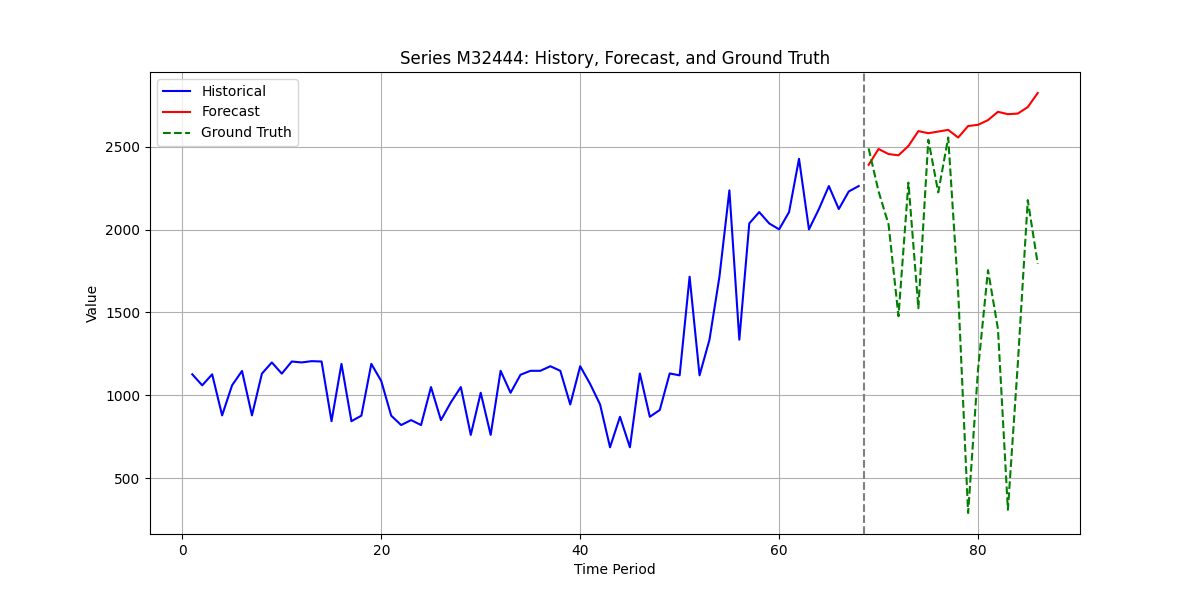 Series M32444: History, Forecast, and Ground Truth
Historical
Forecast
Ground Truth
2500
2000
1500
1000
500
Value
0 20 40 60 80
Time Period